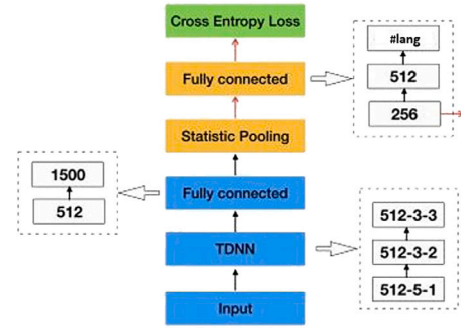 Cross Entropy Loss
Fully connected
Statistic Pooling
Fully connected
TDNN
Input
#lang
512
256
1500
512
512-3-3
512-3-2
512-5-1